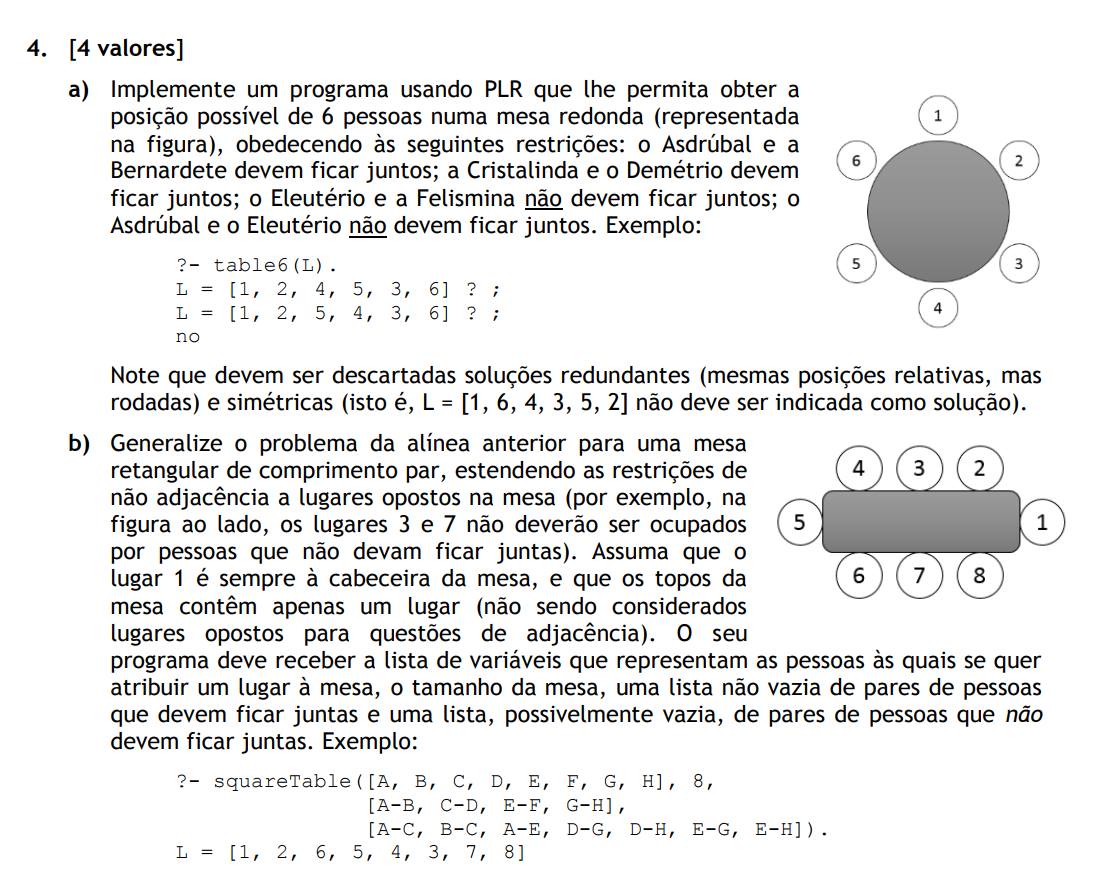 4. [4 valores]
a) Implemente um programa usando PLR que lhe permita obter a
posição possível de 6 pessoas numa mesa redonda (representada
na figura), obedecendo às seguintes restrições: o Asdrúbal e a
Bernardete devem ficar juntos; a Cristalinda e o Demétrio devem
ficar juntos; o Eleutério e a Felismina não devem ficar juntos; o
Asdrúbal e o Eleutério não devem ficar juntos. Exemplo:
1
6 2
5 3
4
?- table6(L).
L = [1, 2, 4, 5, 3, 6] ? ;
L = [1, 2, 5, 4, 3, 6] ? ;
no
Note que devem ser descartadas soluções redundantes (mesmas posições relativas, mas
rodadas) e simétricas (isto é, L = [1, 6, 4, 3, 5, 2] não deve ser indicada como solução).
b) Generalize o problema da alínea anterior para uma mesa
retangular de comprimento par, estendendo as restrições de
não adjacência a lugares opostos na mesa (por exemplo, na
figura ao lado, os lugares 3 e 7 não deverão ser ocupados
por pessoas que não devam ficar juntas). Assuma que o
lugar 1 é sempre à cabeceira da mesa, e que os topos da
mesa contêm apenas um lugar (não sendo considerados
lugares opostos para questões de adjacência). O seu
programa deve receber a lista de variáveis que representam as pessoas às quais se quer
atribuir um lugar à mesa, o tamanho da mesa, uma lista não vazia de pares de pessoas
que devem ficar juntas e uma lista, possivelmente vazia, de pares de pessoas que não
devem ficar juntas. Exemplo:
4 3 2
5 1
6 7 8
?- squareTable([A, B, C, D, E, F, G, H], 8,
[A-B, C-D, E-F, G-H],
[A-C, B-C, A-E, D-G, D-H, E-G, E-H]).
L = [1, 2, 6, 5, 4, 3, 7, 8]